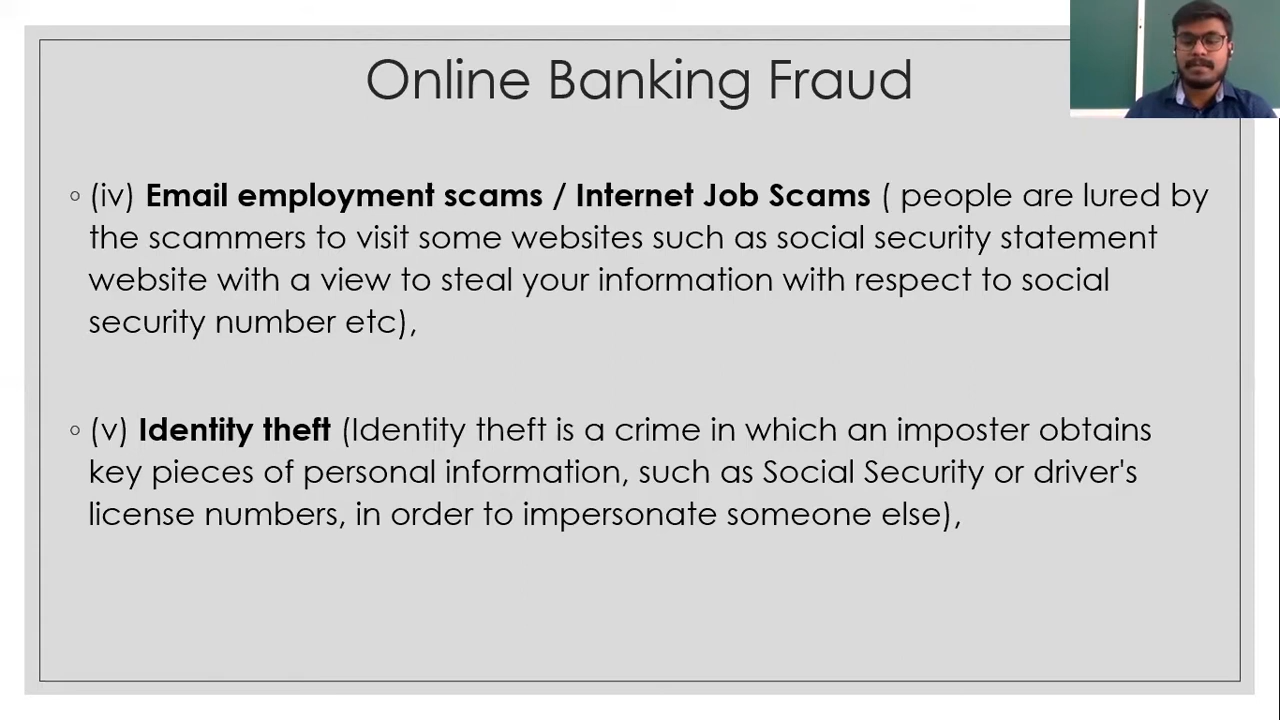 Online Banking Fraud
◦ (iv) Email employment scams / Internet Job Scams ( people are lured by
the scammers to visit some websites such as social security statement
website with a view to steal your information with respect to social
security number etc),
◦ (v) Identity theft (Identity theft is a crime in which an imposter obtains
key pieces of personal information, such as Social Security or driver's
license numbers, in order to impersonate someone else),